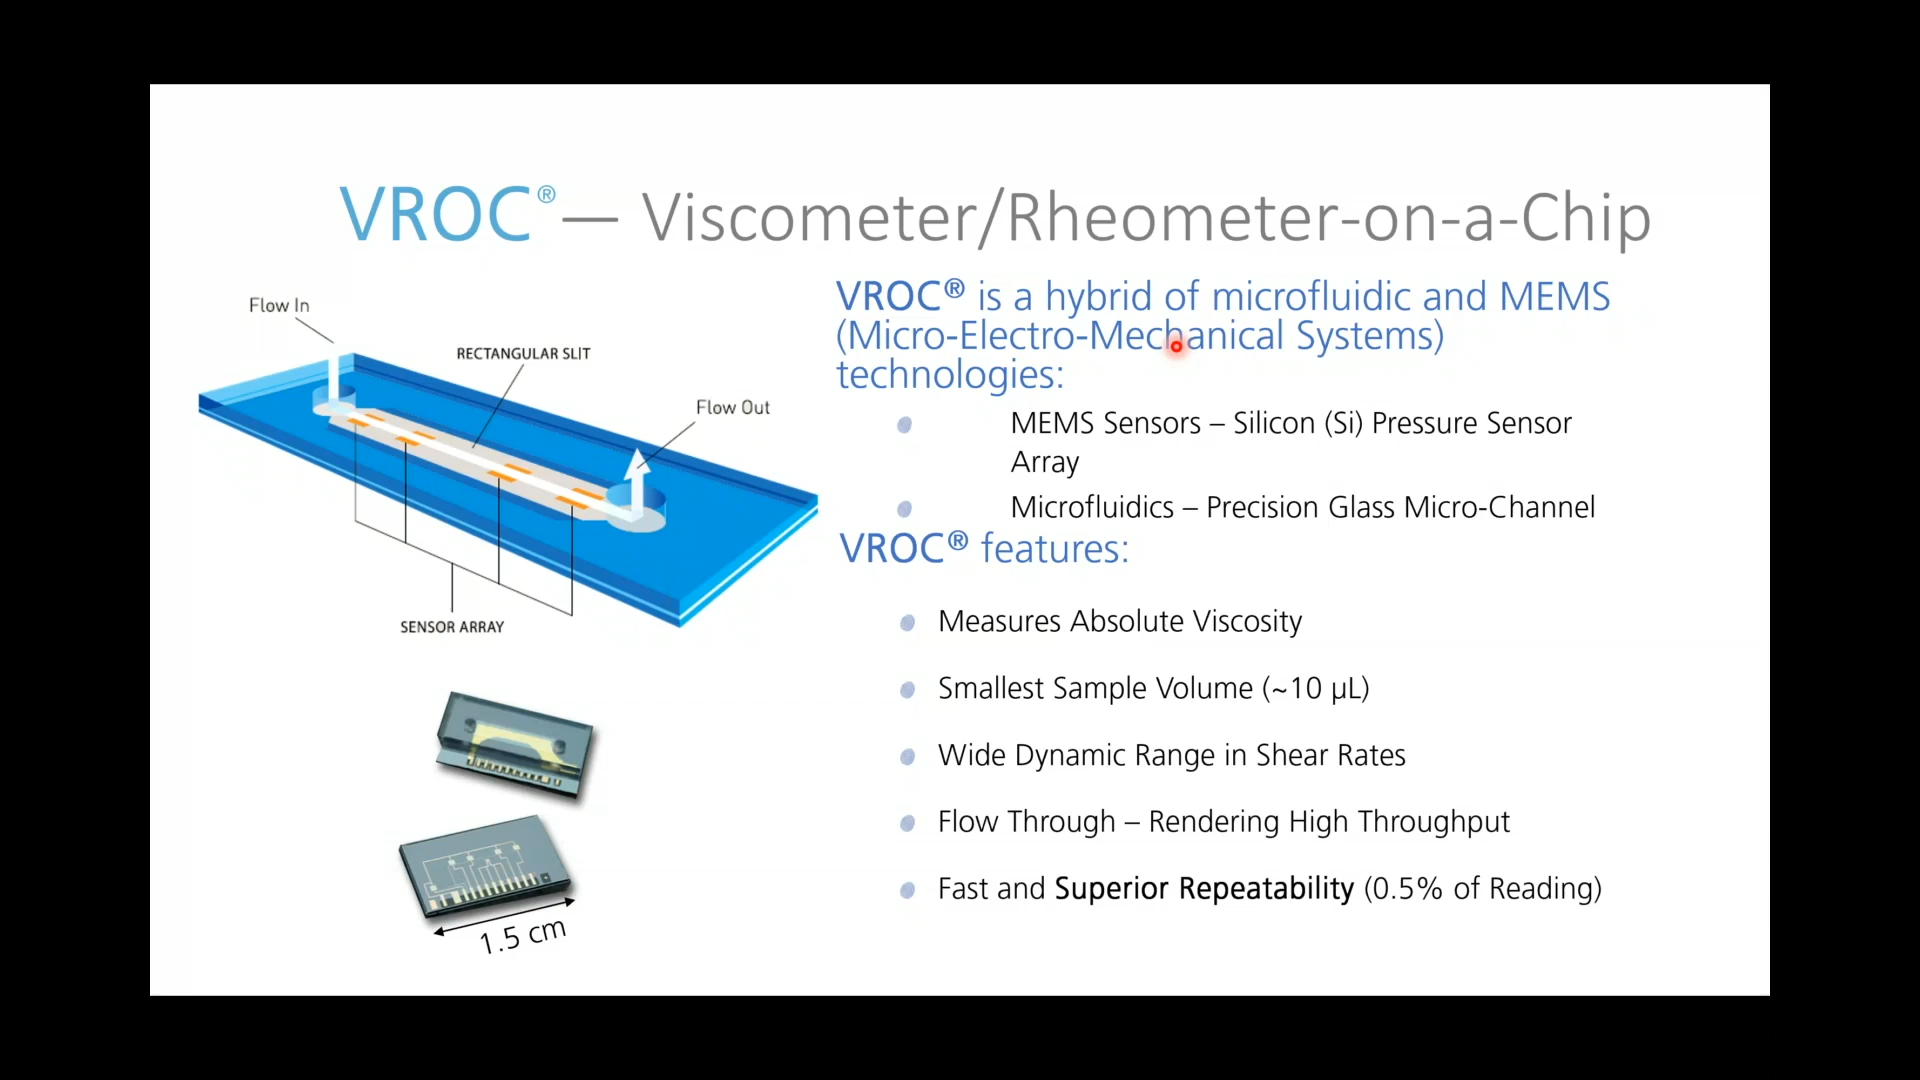 VROC®— Viscometer/Rheometer-on-a-Chip
Flow In
RECTANGULAR SLIT
Flow Out
SENSOR ARRAY
1.5 cm
VROC® is a hybrid of microfluidic and MEMS
(Micro-Electro-Mechanical Systems)
technologies:
MEMS Sensors – Silicon (Si) Pressure Sensor
Array
Microfluidics – Precision Glass Micro-Channel
VROC® features:
Measures Absolute Viscosity
Smallest Sample Volume (~10 µL)
Wide Dynamic Range in Shear Rates
Flow Through – Rendering High Throughput
Fast and Superior Repeatability (0.5% of Reading)